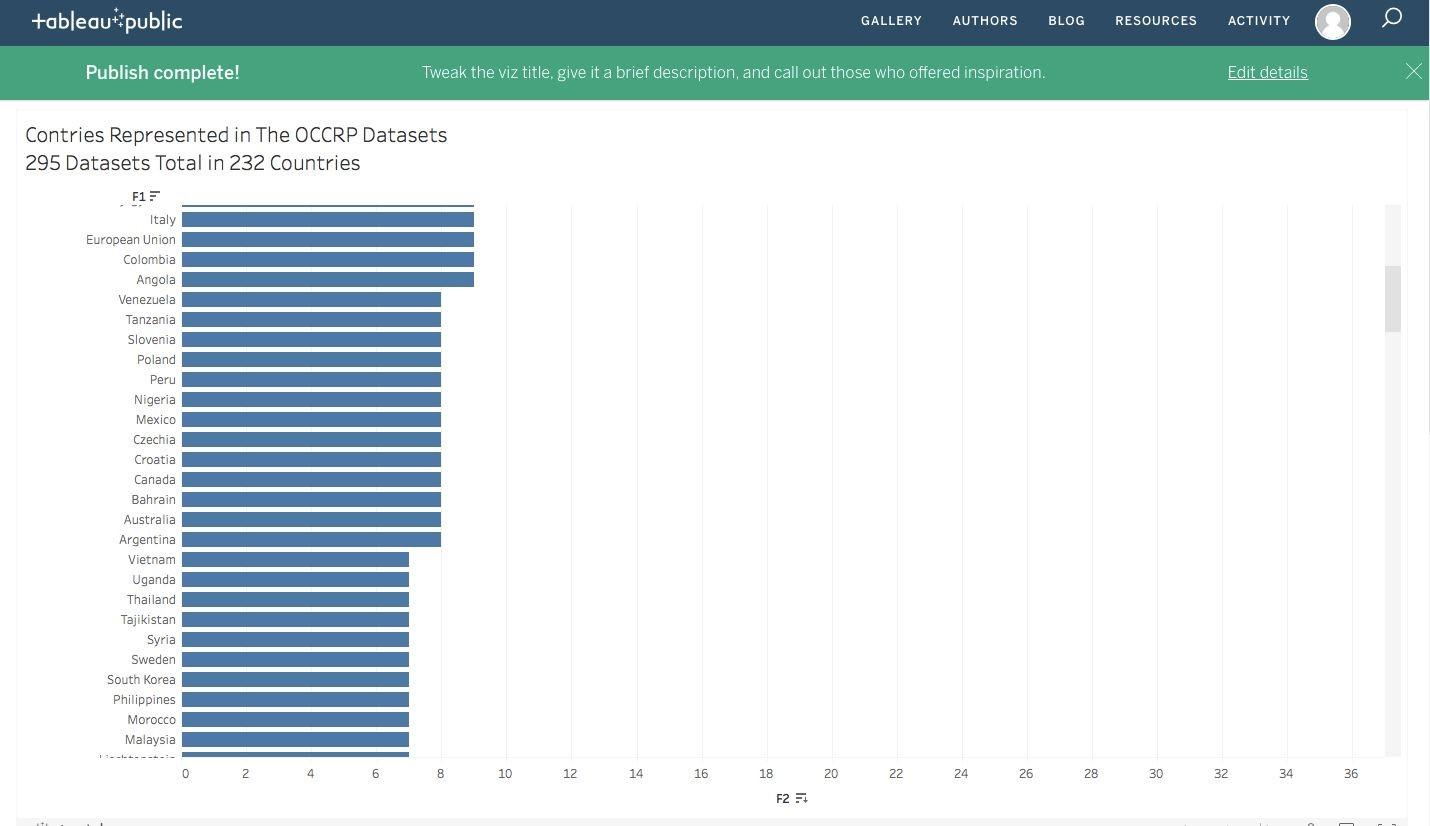 tableau public
GALLERY AUTHORS BLOG RESOURCES ACTIVITY
Publish complete! Tweak the viz title, give it a brief description, and call out those who offered inspiration. Edit details
Contries Represented in The OCCRP Datasets
295 Datasets Total in 232 Countries
F1
Italy
European Union
Colombia
Angola
Venezuela
Tanzania
Slovenia
Poland
Peru
Nigeria
Mexico
Czechia
Croatia
Canada
Bahrain
Australia
Argentina
Vietnam
Uganda
Thailand
Tajikistan
Syria
Sweden
South Korea
Philippines
Morocco
Malaysia
0 2 4 6 8 10 12 14 16 18 20 22 24 26 28 30 32 34 36
F2